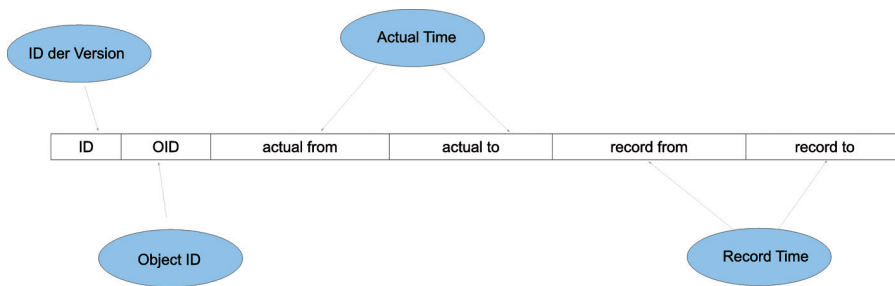 Actual Time
ID der Version
ID OID actual from actual to record from record to
Object ID
Record Time